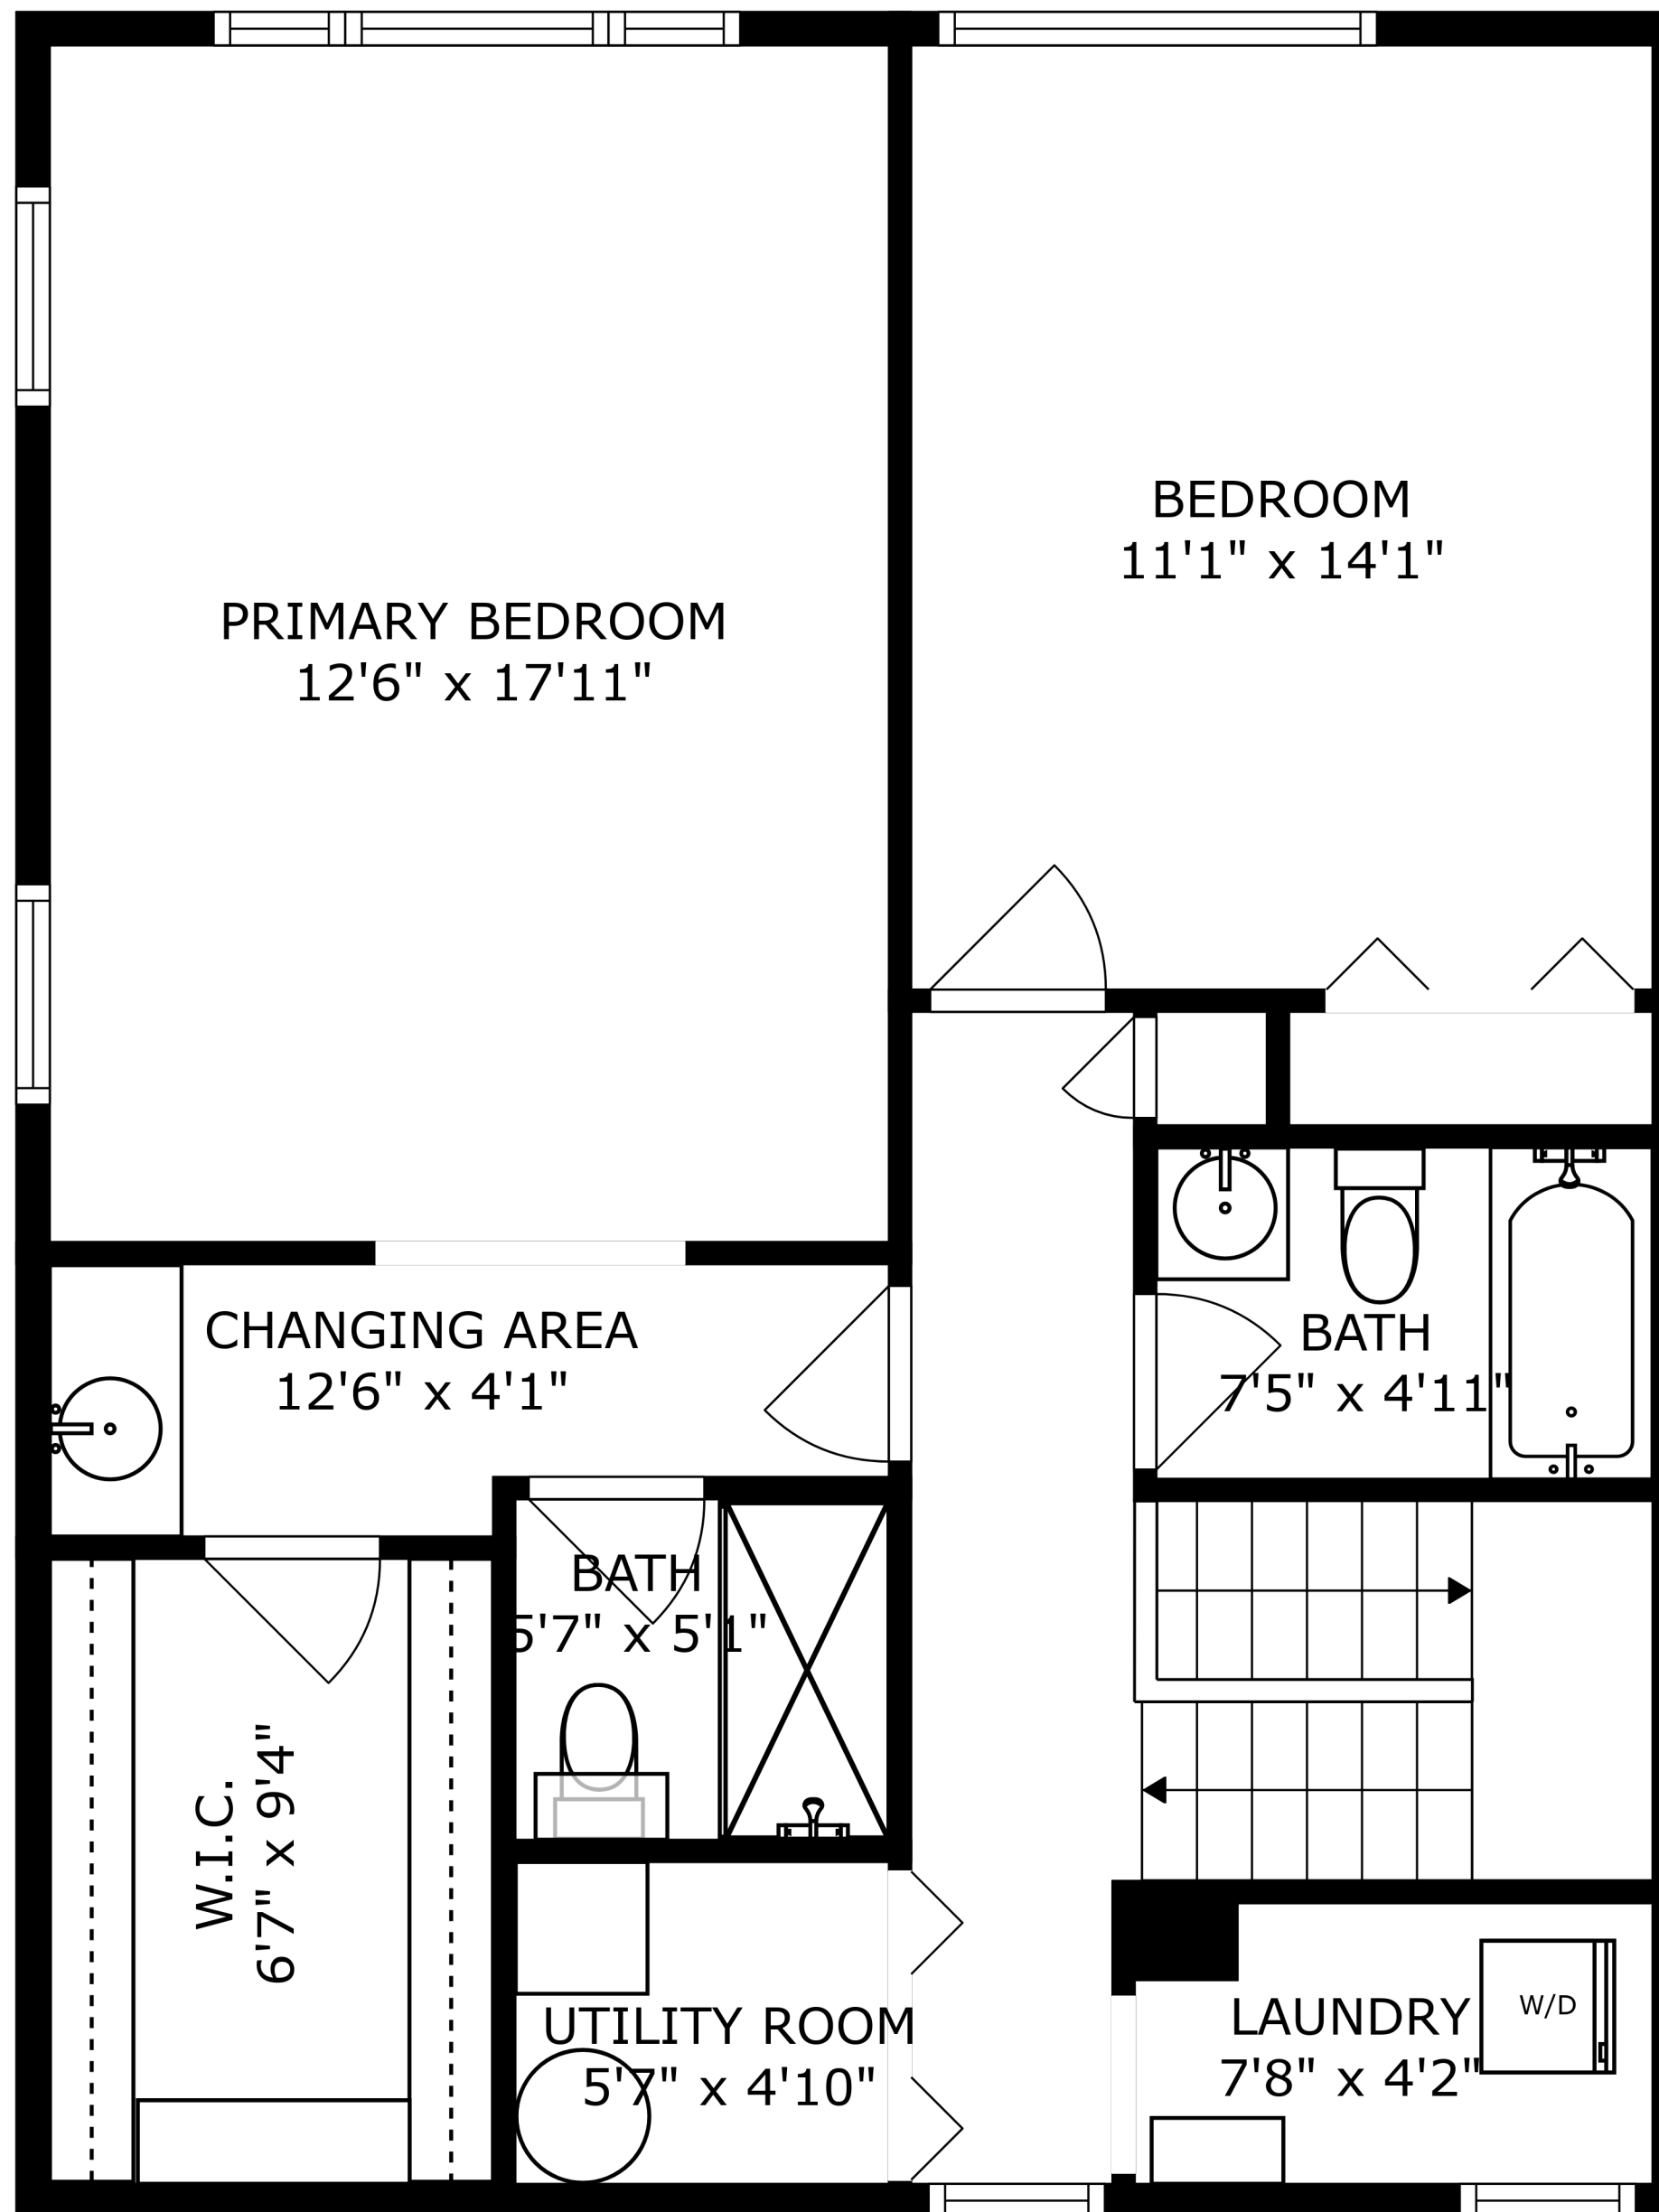 BEDROOM
11'1" x 14'1"
PRIMARY BEDROOM
12'6" x 17'11"
CHANGING AREA
12'6" x 4'1"
BATH
7'5" x 4'11"
BATH
5'7" x 5'1"
W.I.C.
6'7" x 9'4"
UTILITY ROOM
5'7" x 4'10"
LAUNDRY
7'8" x 4'2"
W/D